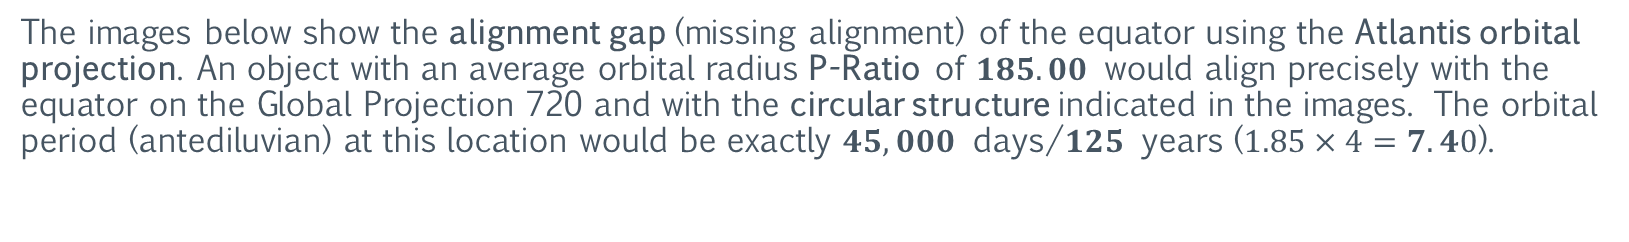 The images below show the alignment gap (missing alignment) of the equator using the Atlantis orbital
projection. An object with an average orbital radius P-Ratio of 185.00 would align precisely with the
equator on the Global Projection 720 and with the circular structure indicated in the images. The orbital
period (antediluvian) at this location would be exactly 45,000 days/125 years (1.85 × 4 = 7.40).